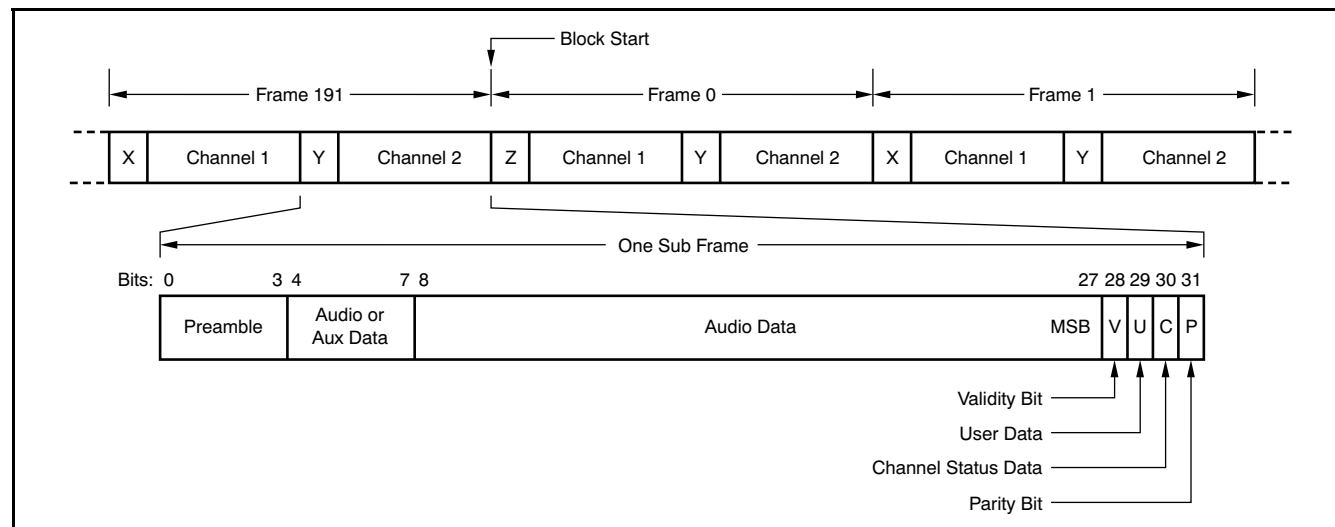 Block Start
Frame 191 Frame 0 Frame 1
X Channel 1 Y Channel 2 Z Channel 1 Y Channel 2 X Channel 1 Y Channel 2
One Sub Frame
Bits: 0 3 4 7 8 27 28 29 30 31
Preamble Audio or Aux Data Audio Data MSB V U C P
Validity Bit
User Data
Channel Status Data
Parity Bit